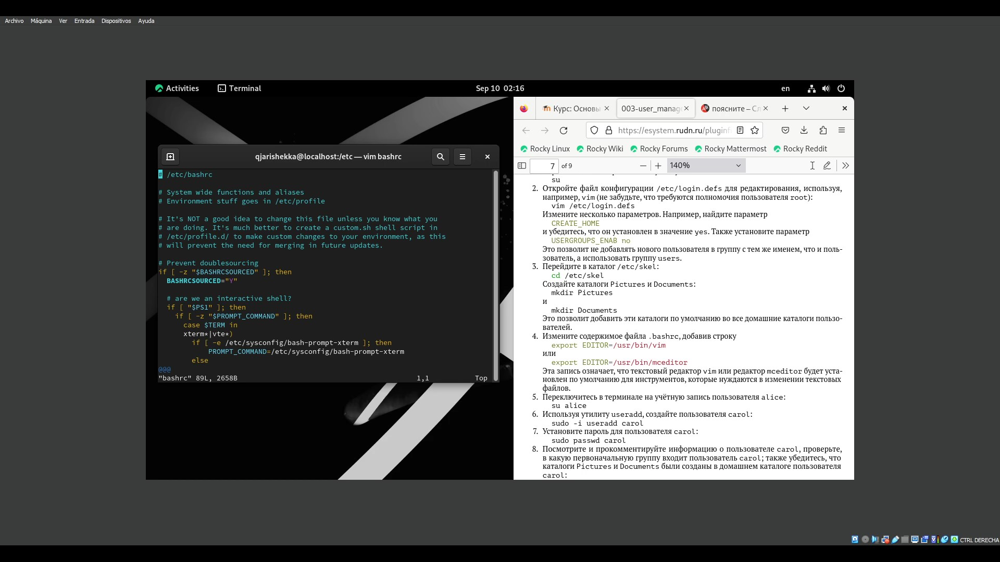 Archivo Máquina Ver Entrada Dispositivos Ayuda
Activities Terminal Sep 10 02:16 en
Курс: Основы 003-user_manage поясните – Сл
https://esystem.rudn.ru/pluginf
Rocky Linux Rocky Wiki Rocky Forums Rocky Mattermost Rocky Reddit
7 of 9 140%
qjarishekka@localhost:/etc — vim bashrc
# /etc/bashrc
# System wide functions and aliases
# Environment stuff goes in /etc/profile
# It's NOT a good idea to change this file unless you know what you
# are doing. It's much better to create a custom.sh shell script in
# /etc/profile.d/ to make custom changes to your environment, as this
# will prevent the need for merging in future updates.
# Prevent doublesourcing
if [ -z "$BASHRCSOURCED" ]; then
BASHRCSOURCED="Y"
# are we an interactive shell?
if [ "$PS1" ]; then
if [ -z "$PROMPT_COMMAND" ]; then
case $TERM in
xterm*|vte*)
if [ -e /etc/sysconfig/bash-prompt-xterm ]; then
PROMPT_COMMAND=/etc/sysconfig/bash-prompt-xterm
else
@@@
"bashrc" 89L, 2658B 1,1 Top
su
2. Откройте файл конфигурации /etc/login.defs для редактирования, используя,
например, vim (не забудьте, что требуются полномочия пользователя root):
vim /etc/login.defs
Измените несколько параметров. Например, найдите параметр
CREATE_HOME
и убедитесь, что он установлен в значение yes. Также установите параметр
USERGROUPS_ENAB no
Это позволит не добавлять нового пользователя в группу с тем же именем, что и поль-
зователь, а использовать группу users.
3. Перейдите в каталог /etc/skel:
cd /etc/skel
Создайте каталоги Pictures и Documents:
mkdir Pictures
и
mkdir Documents
Это позволит добавить эти каталоги по умолчанию во все домашние каталоги пользо-
вателей.
4. Измените содержимое файла .bashrc, добавив строку
export EDITOR=/usr/bin/vim
или
export EDITOR=/usr/bin/mceditor
Эта запись означает, что текстовый редактор vim или редактор mceditor будет уста-
новлен по умолчанию для инструментов, которые нуждаются в изменении текстовых
файлов.
5. Переключитесь в терминале на учётную запись пользователя alice:
su alice
6. Используя утилиту useradd, создайте пользователя carol:
sudo -i useradd carol
7. Установите пароль для пользователя carol:
sudo passwd carol
8. Посмотрите и прокомментируйте информацию о пользователе carol, проверьте,
в какую первоначальную группу входит пользователь carol; также убедитесь, что
каталоги Pictures и Documents были созданы в домашнем каталоге пользователя
carol:
CTRL DERECHA